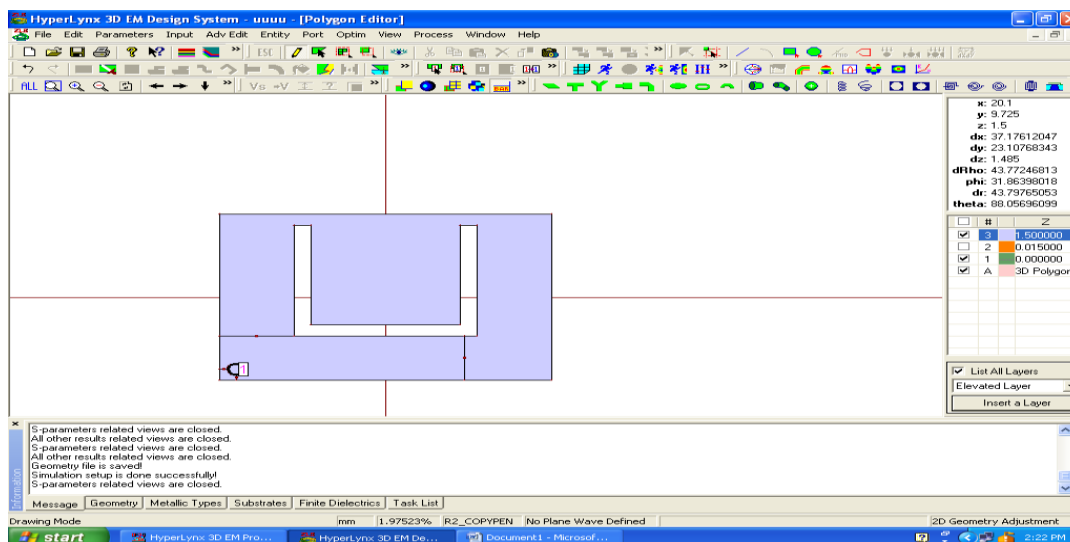 HyperLynx 3D EM Design System - uuuu - [Polygon Editor]
File Edit Parameters Input Adv Edit Entity Port Optim View Process Window Help
ESC
ALL
x: 20.1
y: 9.725
z: 1.5
dx: 37.17612047
dy: 23.10768343
dz: 1.485
dRho: 43.77246813
phi: 31.86398018
dr: 43.79765053
theta: 88.05696099
# Z
3 1.500000
2 0.015000
1 0.000000
A 3D Polygon
1
List All Layers
Elevated Layer
Insert a Layer
Information
S-parameters related views are closed.
All other results related views are closed.
S-parameters related views are closed.
All other results related views are closed.
Geometry file is saved!
Simulation setup is done successfully!
S-parameters related views are closed.
Message Geometry Metallic Types Substrates Finite Dielectrics Task List
Drawing Mode mm 1.97523% R2_COPYPEN No Plane Wave Defined 2D Geometry Adjustment
start HyperLynx 3D EM Pro... HyperLynx 3D EM De... Document1 - Microsof... 2:22 PM